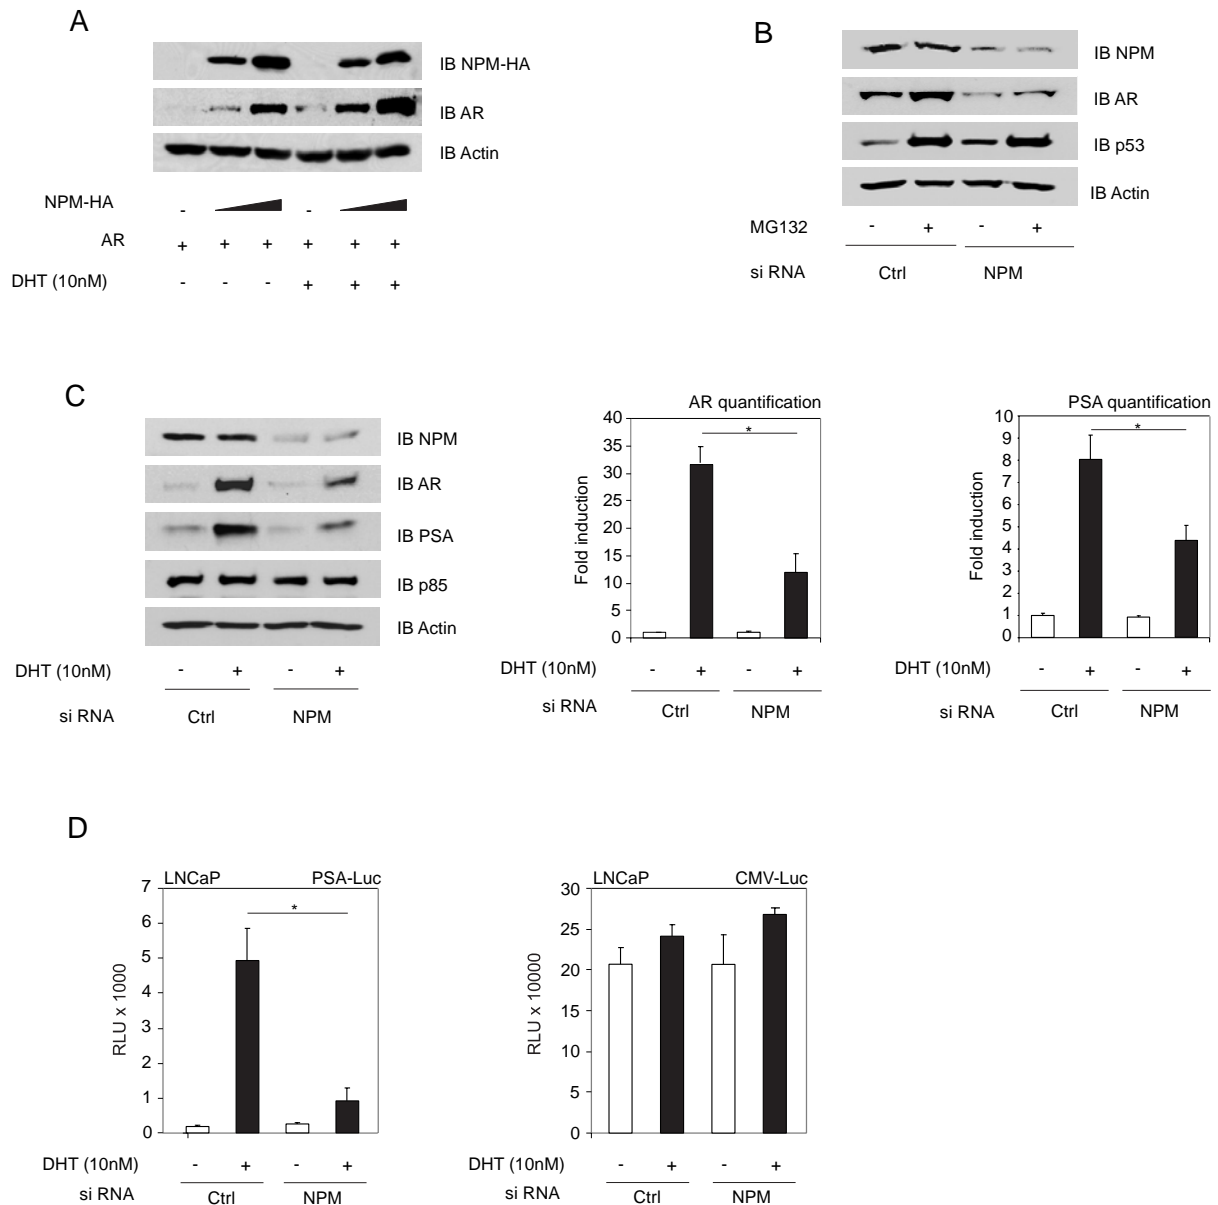 A
IB NPM-HA
IB AR
IB Actin
NPM-HA - -
AR + + + + + +
DHT (10nM) - - - + + +
B
IB NPM
IB AR
IB p53
IB Actin
MG132 - + - +
si RNA Ctrl NPM
C
IB NPM
IB AR
IB PSA
IB p85
IB Actin
DHT (10nM) - + - +
si RNA Ctrl NPM
AR quantification
Fold induction
40
35
30
25
20
15
10
5
0
*
DHT (10nM) - + - +
si RNA Ctrl NPM
PSA quantification
Fold induction
10
9
8
7
6
5
4
3
2
1
0
*
DHT (10nM) - + - +
si RNA Ctrl NPM
D
LNCaP PSA-Luc
RLU x 1000
7
6
5
4
3
2
1
0
*
DHT (10nM) - + - +
si RNA Ctrl NPM
LNCaP CMV-Luc
RLU x 10000
30
25
20
15
10
5
0
DHT (10nM) - + - +
si RNA Ctrl NPM